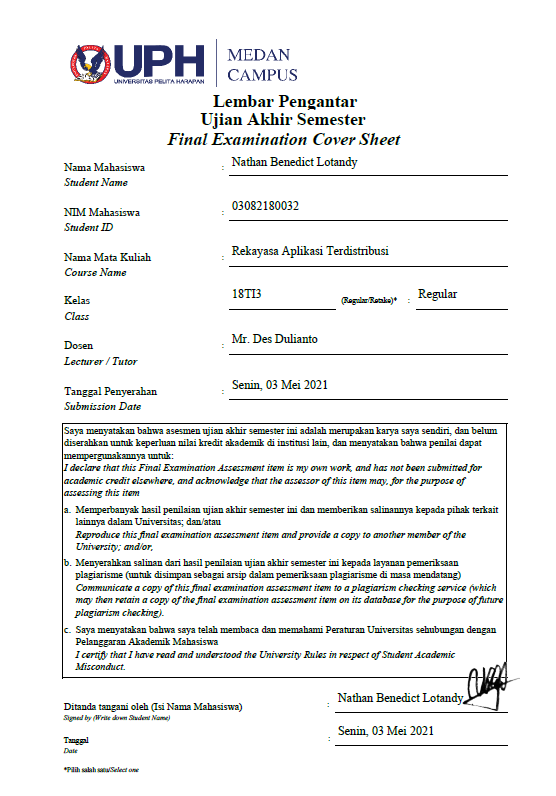 UPH
UNIVERSITAS PELITA HARAPAN
MEDAN
CAMPUS
Lembar Pengantar
Ujian Akhir Semester
Final Examination Cover Sheet
Nama Mahasiswa : Nathan Benedict Lotandy
Student Name
NIM Mahasiswa : 03082180032
Student ID
Nama Mata Kuliah : Rekayasa Aplikasi Terdistribusi
Course Name
Kelas : 18TI3 (Regular/Retake)* : Regular
Class
Dosen : Mr. Des Dulianto
Lecturer / Tutor
Tanggal Penyerahan : Senin, 03 Mei 2021
Submission Date
Saya menyatakan bahwa asesmen ujian akhir semester ini adalah merupakan karya saya sendiri, dan belum
diserahkan untuk keperluan nilai kredit akademik di institusi lain, dan menyatakan bahwa penilai dapat
mempergunakannya untuk:
I declare that this Final Examination Assessment item is my own work, and has not been submitted for
academic credit elsewhere, and acknowledge that the assessor of this item may, for the purpose of
assessing this item
a. Memperbanyak hasil penilaian ujian akhir semester ini dan memberikan salinannya kepada pihak terkait
lainnya dalam Universitas; dan/atau
Reproduce this final examination assessment item and provide a copy to another member of the
University; and/or,
b. Menyerahkan salinan dari hasil penilaian ujian akhir semester ini kepada layanan pemeriksaan
plagiarisme (untuk disimpan sebagai arsip dalam pemeriksaan plagiarisme di masa mendatang)
Communicate a copy of this final examination assessment item to a plagiarism checking service (which
may then retain a copy of the final examination assessment item on its database for the purpose of future
plagiarism checking).
c. Saya menyatakan bahwa saya telah membaca dan memahami Peraturan Universitas sehubungan dengan
Pelanggaran Akademik Mahasiswa
I certify that I have read and understood the University Rules in respect of Student Academic
Misconduct.
Ditanda tangani oleh (Isi Nama Mahasiswa) : Nathan Benedict Lotandy
Signed by (Write down Student Name)
Tanggal : Senin, 03 Mei 2021
Date
*Pilih salah satu/Select one